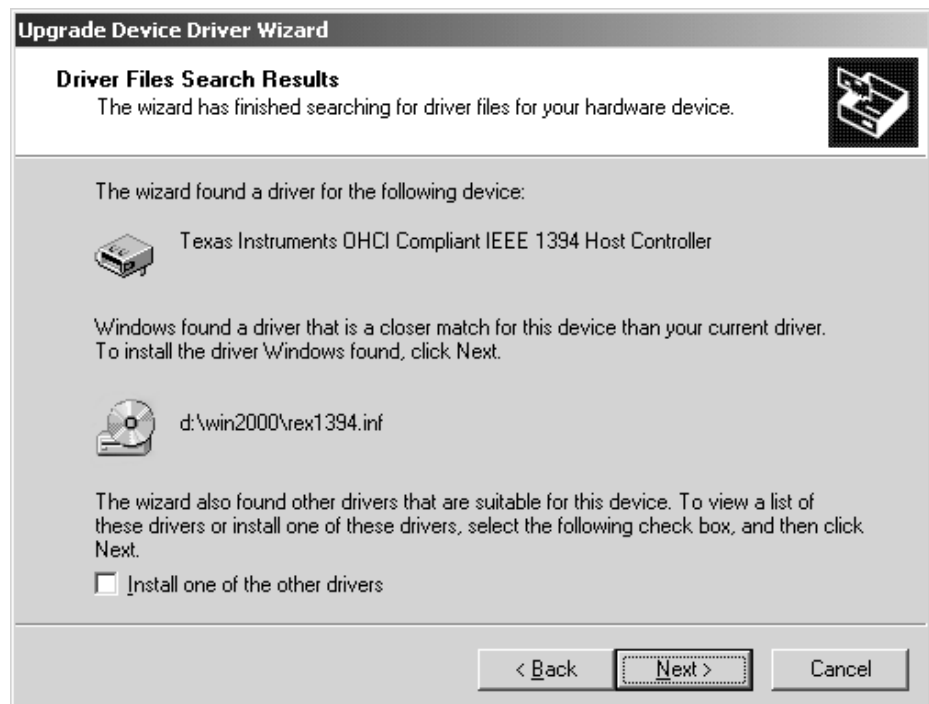 Upgrade Device Driver Wizard
Driver Files Search Results
The wizard has finished searching for driver files for your hardware device.
The wizard found a driver for the following device:
Texas Instruments OHCI Compliant IEEE 1394 Host Controller
Windows found a driver that is a closer match for this device than your current driver.
To install the driver Windows found, click Next.
d:\win2000\rex1394.inf
The wizard also found other drivers that are suitable for this device. To view a list of
these drivers or install one of these drivers, select the following check box, and then click
Next.
Install one of the other drivers
< Back
Next >
Cancel